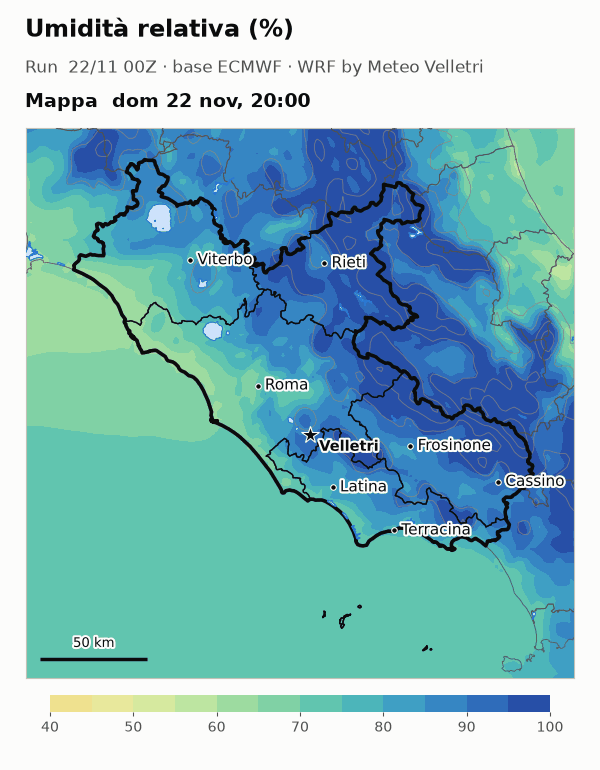 Umidità relativa (%)
Run 22/11 00Z · base ECMWF · WRF by Meteo Velletri
Mappa dom 22 nov, 20:00
Viterbo
Rieti
Roma
Velletri
Frosinone
Cassino
Latina
Terracina
50 km
40 50 60 70 80 90 100